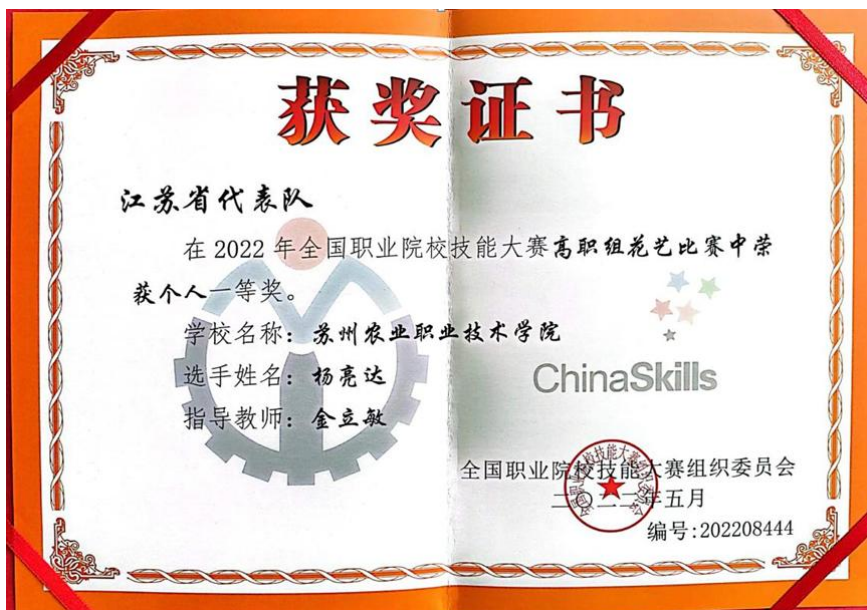 获奖证书
江苏省代表队
在 2022 年全国职业院校技能大赛高职组花艺比赛中荣
获个人一等奖。
学校名称：苏州农业职业技术学院
选手姓名：杨亮达
指导教师：金立敏
ChinaSkills
全国职业院校技能大赛组织委员会
二〇二二年五月
编号:202208444